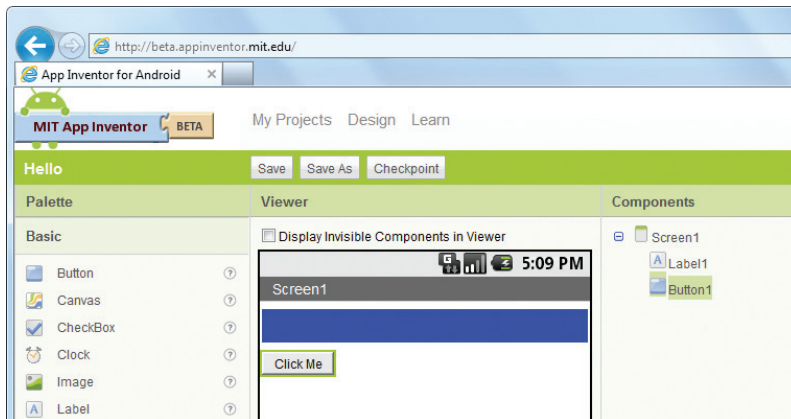 http://beta.appinventor.mit.edu/
App Inventor for Android
MIT App Inventor BETA
My Projects Design Learn
Hello
Save Save As Checkpoint
Palette
Viewer
Components
Basic
Button ?
Canvas ?
CheckBox ?
Clock ?
Image ?
A Label ?
Display Invisible Components in Viewer
G 5:09 PM
Screen1
Click Me
Screen1
A Label1
Button1